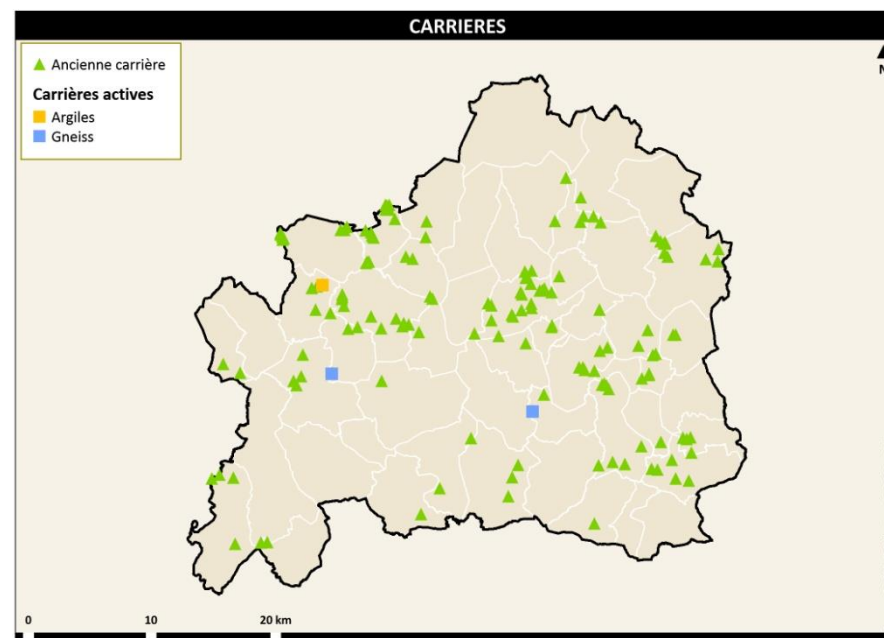 CARRIERES
Ancienne carrière
Carrières actives
Argiles
Gneiss
0 10 20 km